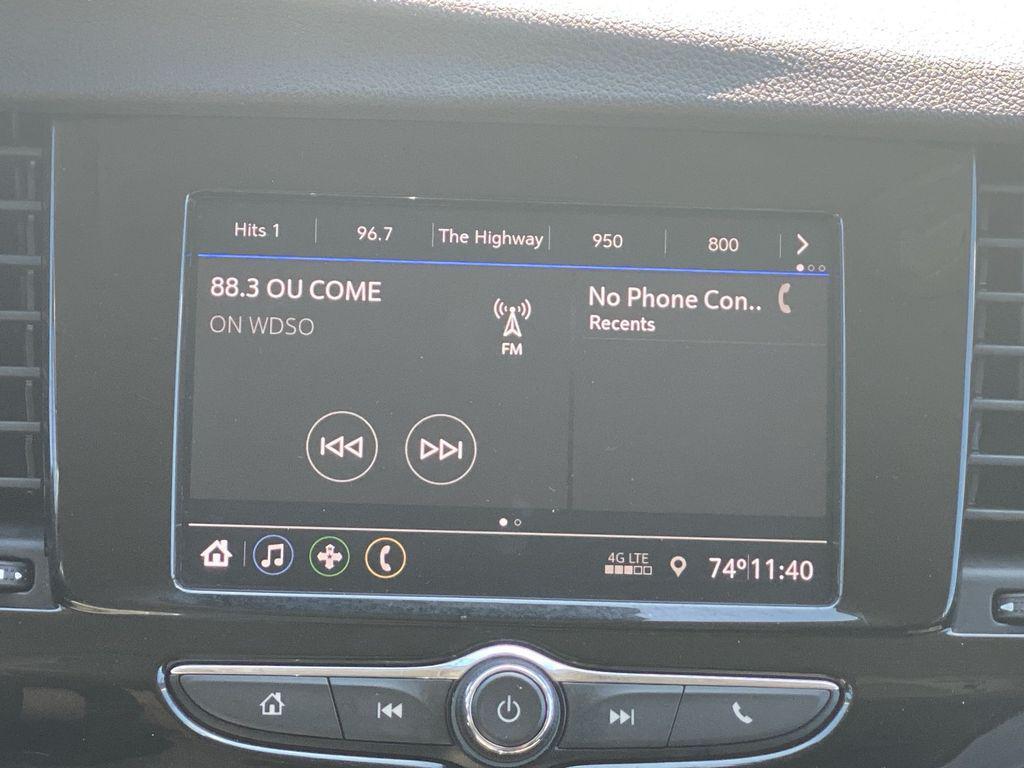 Hits 1 96.7 The Highway 950 800
88.3 OU COME
ON WDSO
FM
No Phone Con..
Recents
4G LTE
74° 11:40